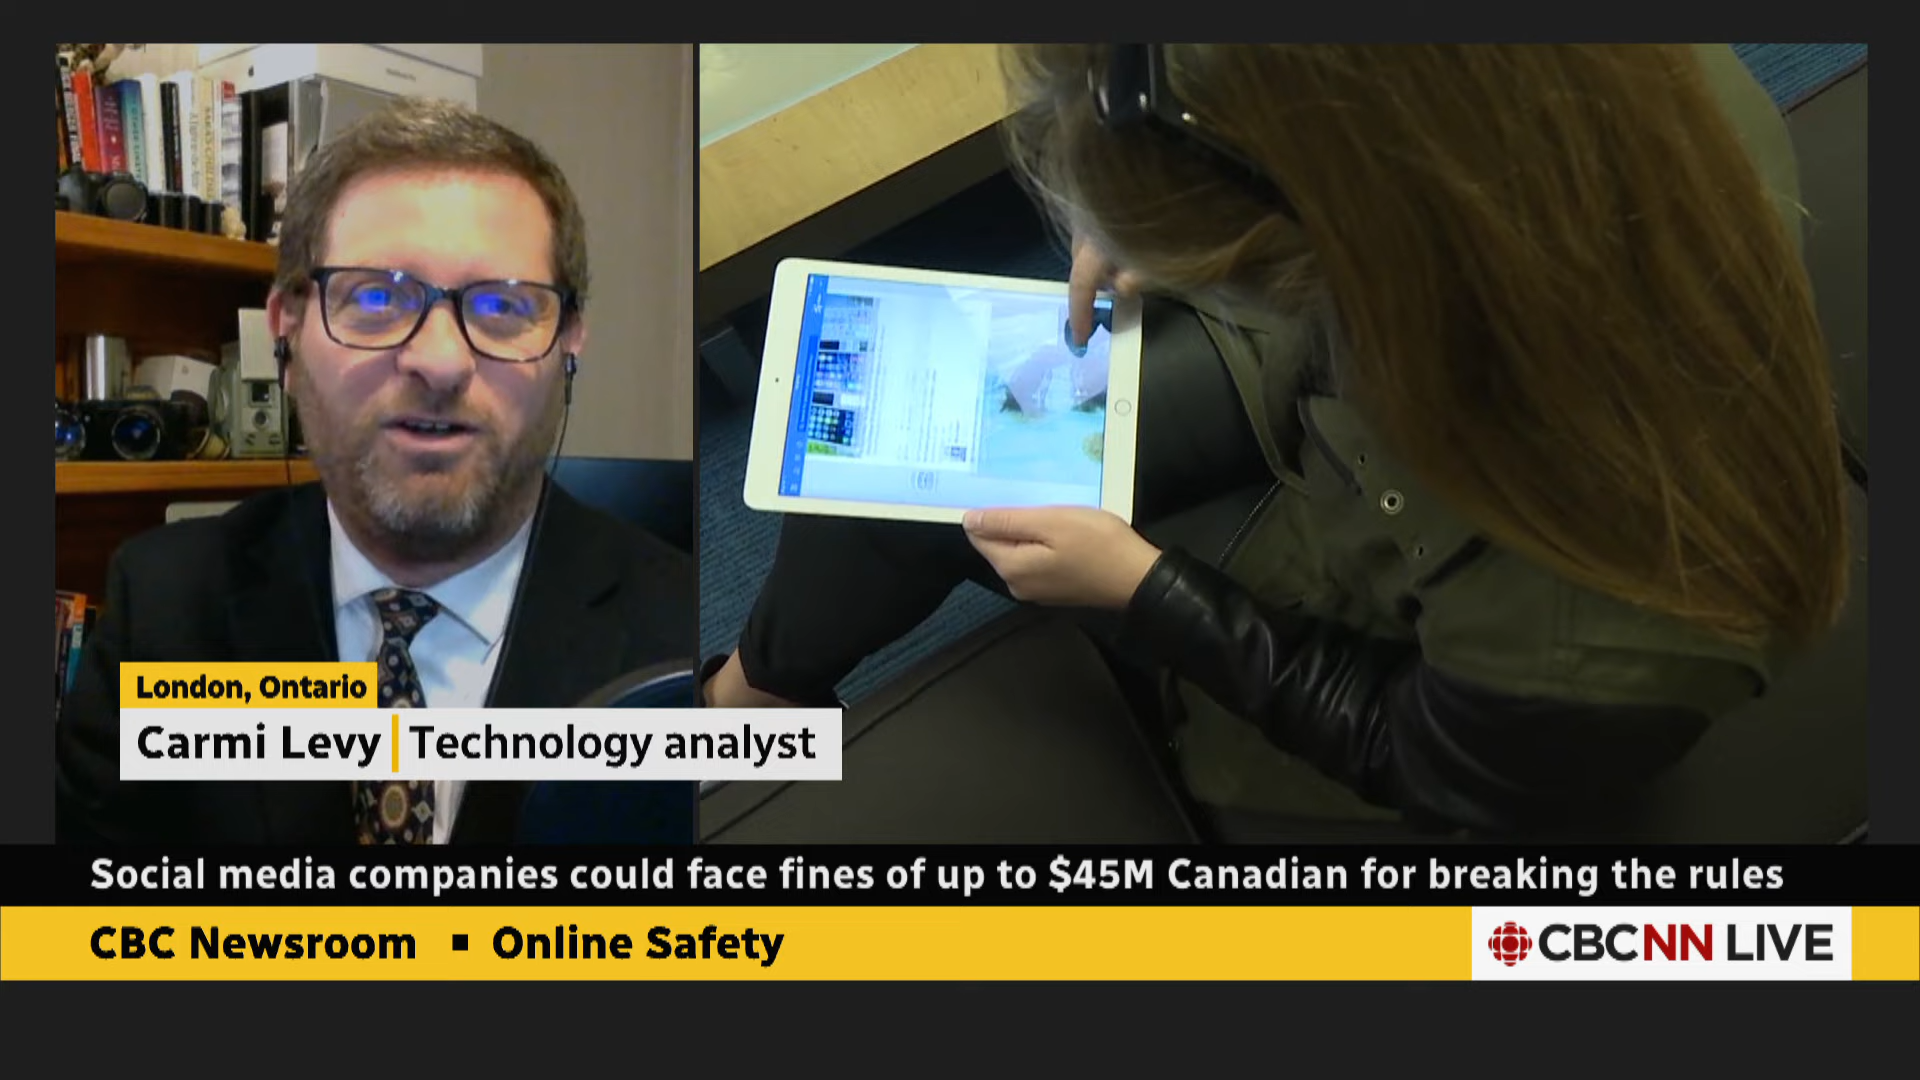 London, Ontario
Carmi Levy | Technology analyst
Social media companies could face fines of up to $45M Canadian for breaking the rules
CBC Newsroom ▪ Online Safety
CBCNN LIVE